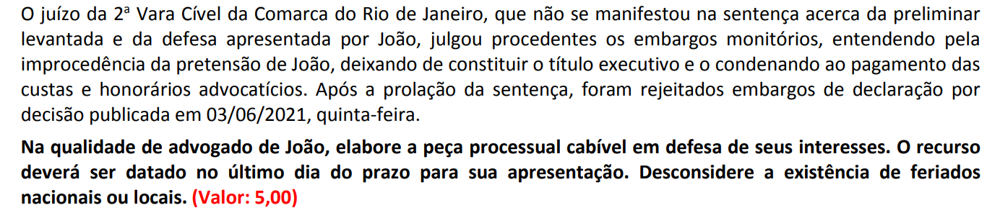 O juízo da 2ª Vara Cível da Comarca do Rio de Janeiro, que não se manifestou na sentença acerca da preliminar
levantada e da defesa apresentada por João, julgou procedentes os embargos monitórios, entendendo pela
improcedência da pretensão de João, deixando de constituir o título executivo e o condenando ao pagamento das
custas e honorários advocatícios. Após a prolação da sentença, foram rejeitados embargos de declaração por
decisão publicada em 03/06/2021, quinta-feira.
Na qualidade de advogado de João, elabore a peça processual cabível em defesa de seus interesses. O recurso
deverá ser datado no último dia do prazo para sua apresentação. Desconsidere a existência de feriados
nacionais ou locais. (Valor: 5,00)